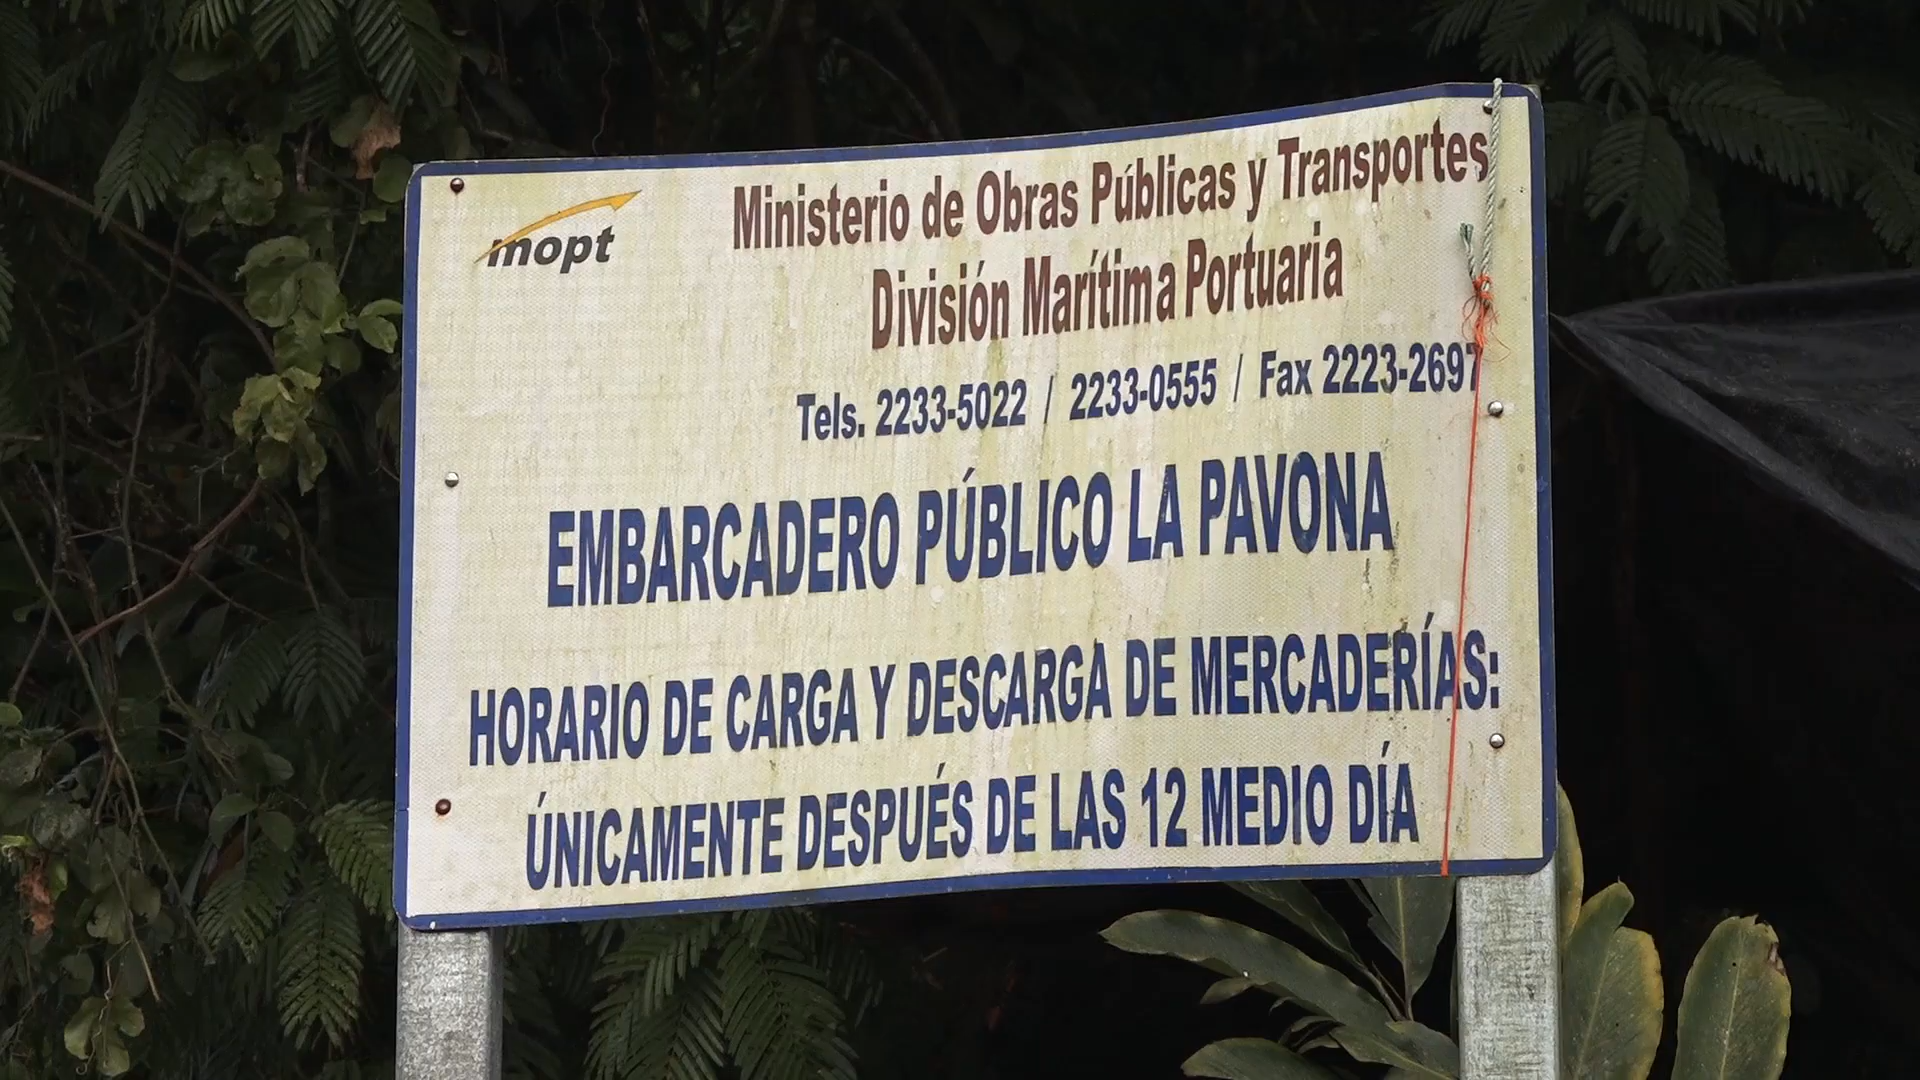 mopt
Ministerio de Obras Públicas y Transportes
División Marítima Portuaria
Tels. 2233-5022 / 2233-0555 / Fax 2223-2697
EMBARCADERO PÚBLICO LA PAVONA
HORARIO DE CARGA Y DESCARGA DE MERCADERÍAS:
ÚNICAMENTE DESPUÉS DE LAS 12 MEDIO DÍA